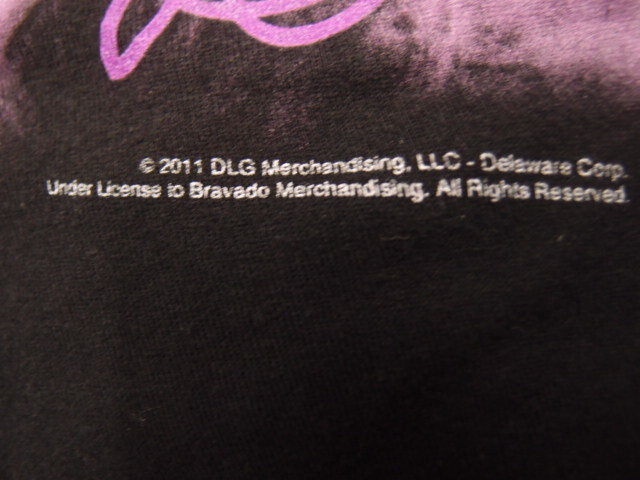 © 2011 DLG Merchandising, LLC - Delaware Corp.
Under License to Bravado Merchandising. All Rights Reserved.